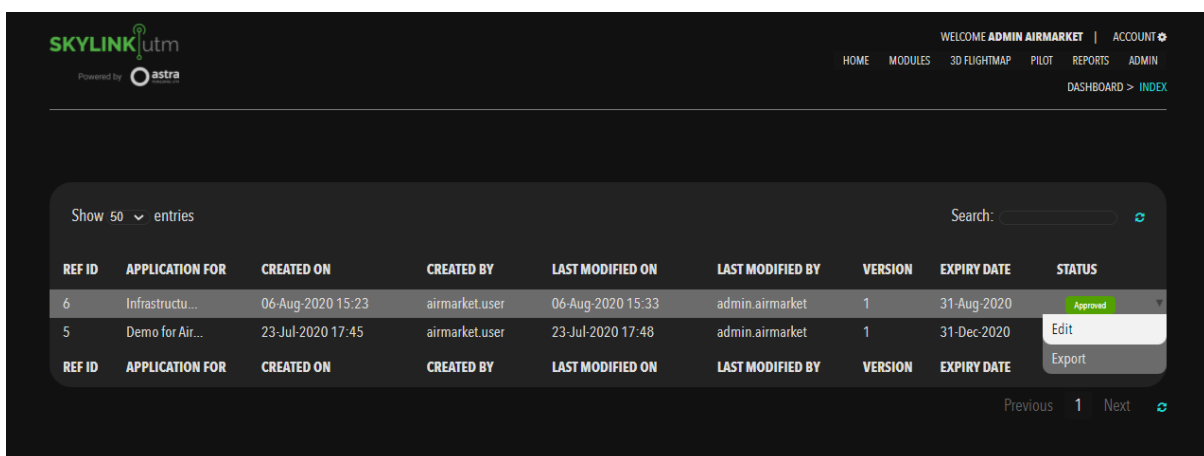 SKYLINK utm
Powered by astra
WELCOME ADMIN AIRMARKET | ACCOUNT
HOME MODULES 3D FLIGHTMAP PILOT REPORTS ADMIN
DASHBOARD > INDEX
Show 50 entries
Search:
REF ID APPLICATION FOR CREATED ON CREATED BY LAST MODIFIED ON LAST MODIFIED BY VERSION EXPIRY DATE STATUS
6 Infrastructu... 06-Aug-2020 15:23 airmarket.user 06-Aug-2020 15:33 admin.airmarket 1 31-Aug-2020 Approved
5 Demo for Air... 23-Jul-2020 17:45 airmarket.user 23-Jul-2020 17:48 admin.airmarket 1 31-Dec-2020
Edit
REF ID APPLICATION FOR CREATED ON CREATED BY LAST MODIFIED ON LAST MODIFIED BY VERSION EXPIRY DATE
Export
Previous 1 Next